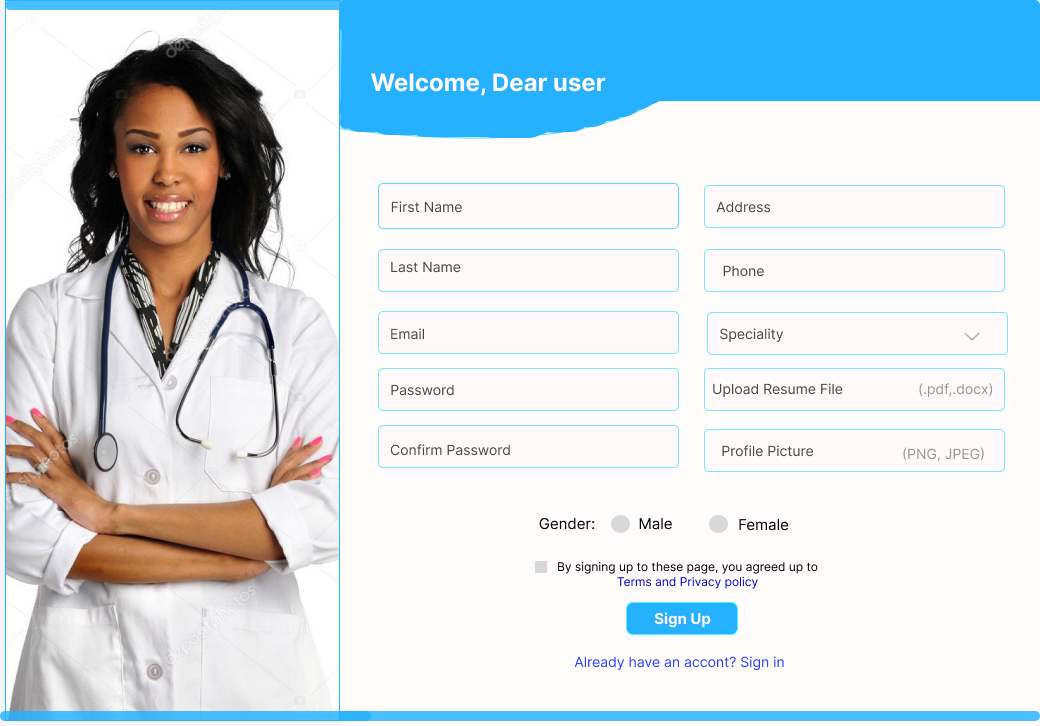 Welcome, Dear user
First Name
Address
Last Name
Phone
Email
Speciality
Password
Upload Resume File (.pdf,.docx)
Confirm Password
Profile Picture (PNG, JPEG)
Gender: Male Female
By signing up to these page, you agreed up to
Terms and Privacy policy
Sign Up
Already have an accont? Sign in
depositphotos